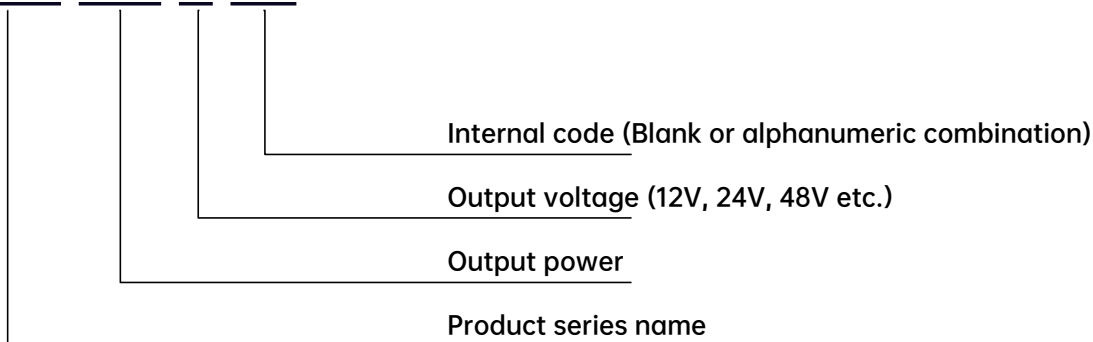 Internal code (Blank or alphanumeric combination)
Output voltage (12V, 24V, 48V etc.)
Output power
Product series name